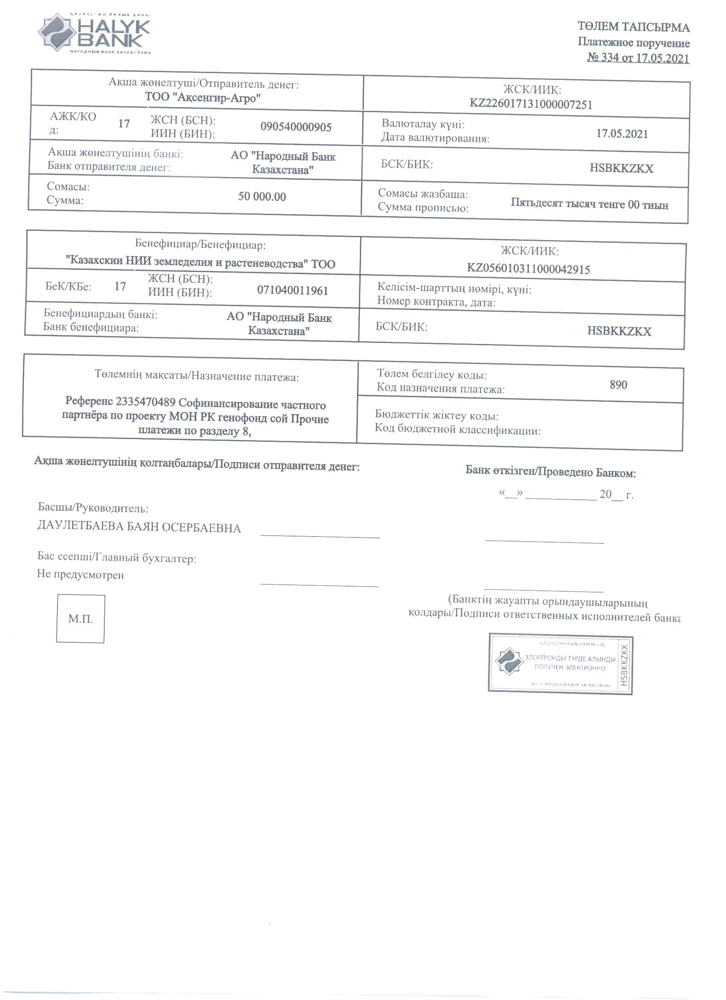 ҚАЗАҚСТАН ХАЛЫҚ БАНКІ
HALYK
BANK
НАРОДНЫЙ БАНК КАЗАХСТАНА
ТӨЛЕМ ТАПСЫРМА
Платежное поручение
№ 334 от 17.05.2021
Ақша жөнелтуші/Отправитель денег:
ТОО "Ақсенгир-Агро"
ЖСК/ИИК:
KZ226017131000007251
АЖК/КО
д:
17
ЖСН (БСН):
ИИН (БИН):
090540000905
Валюталау күні:
Дата валютирования:
17.05.2021
Ақша жөнелтушінің банкі:
Банк отправителя денег:
АО "Народный Банк
Казахстана"
БСК/БИК:
HSBKKZKX
Сомасы:
Сумма:
50 000.00
Сомасы жазбаша:
Сумма прописью:
Пятьдесят тысяч тенге 00 тиын
Бенефициар/Бенефициар:
"Казахскии НИИ земледелия и растеневодства" ТОО
ЖСК/ИИК:
KZ056010311000042915
БеК/КБе:
17
ЖСН (БСН):
ИИН (БИН):
071040011961
Келісім-шарттың нөмірі, күні:
Номер контракта, дата:
Бенефициардың банкі:
Банк бенефициара:
АО "Народный Банк
Казахстана"
БСК/БИК:
HSBKKZKX
Төлемнің мақсаты/Назначение платежа:
Референс 2335470489 Софинансирование частного
партнёра по проекту МОН РК генофонд сой Прочие
платежи по разделу 8,
Төлем белгілеу коды:
Код назначения платежа:
890
Бюджеттік жіктеу коды:
Код бюджетной классификации:
Ақша жөнелтушінің қолтаңбалары/Подписи отправителя денег:
Банк өткізген/Проведено Банком:
«__» ____________ 20__ г.
Басшы/Руководитель:
ДАУЛЕТБАЕВА БАЯН ОСЕРБАЕВНА
Бас есепші/Главный бухгалтер:
Не предусмотрен
(Банктің жауапты орындаушыларының
қолдары/Подписи ответственных исполнителей банка
М.П.
«ҚАЗАҚСТАН ХАЛЫҚ БАНКІ» АҚ
ЭЛЕКТРОНДЫ ТҮРДЕ АЛЫНДЫ
ПОЛУЧЕН ЭЛЕКТРОННО
АО «НАРОДНЫЙ БАНК КАЗАХСТАНА»
HSBKKZKX